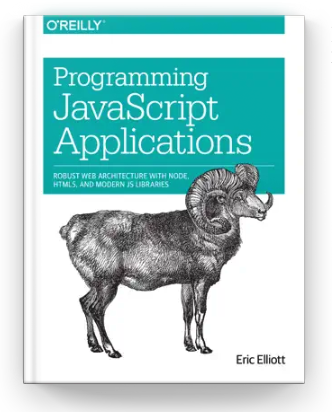 O'REILLY®
Programming
JavaScript
Applications
ROBUST WEB ARCHITECTURE WITH NODE,
HTML5, AND MODERN JS LIBRARIES
Eric Elliott